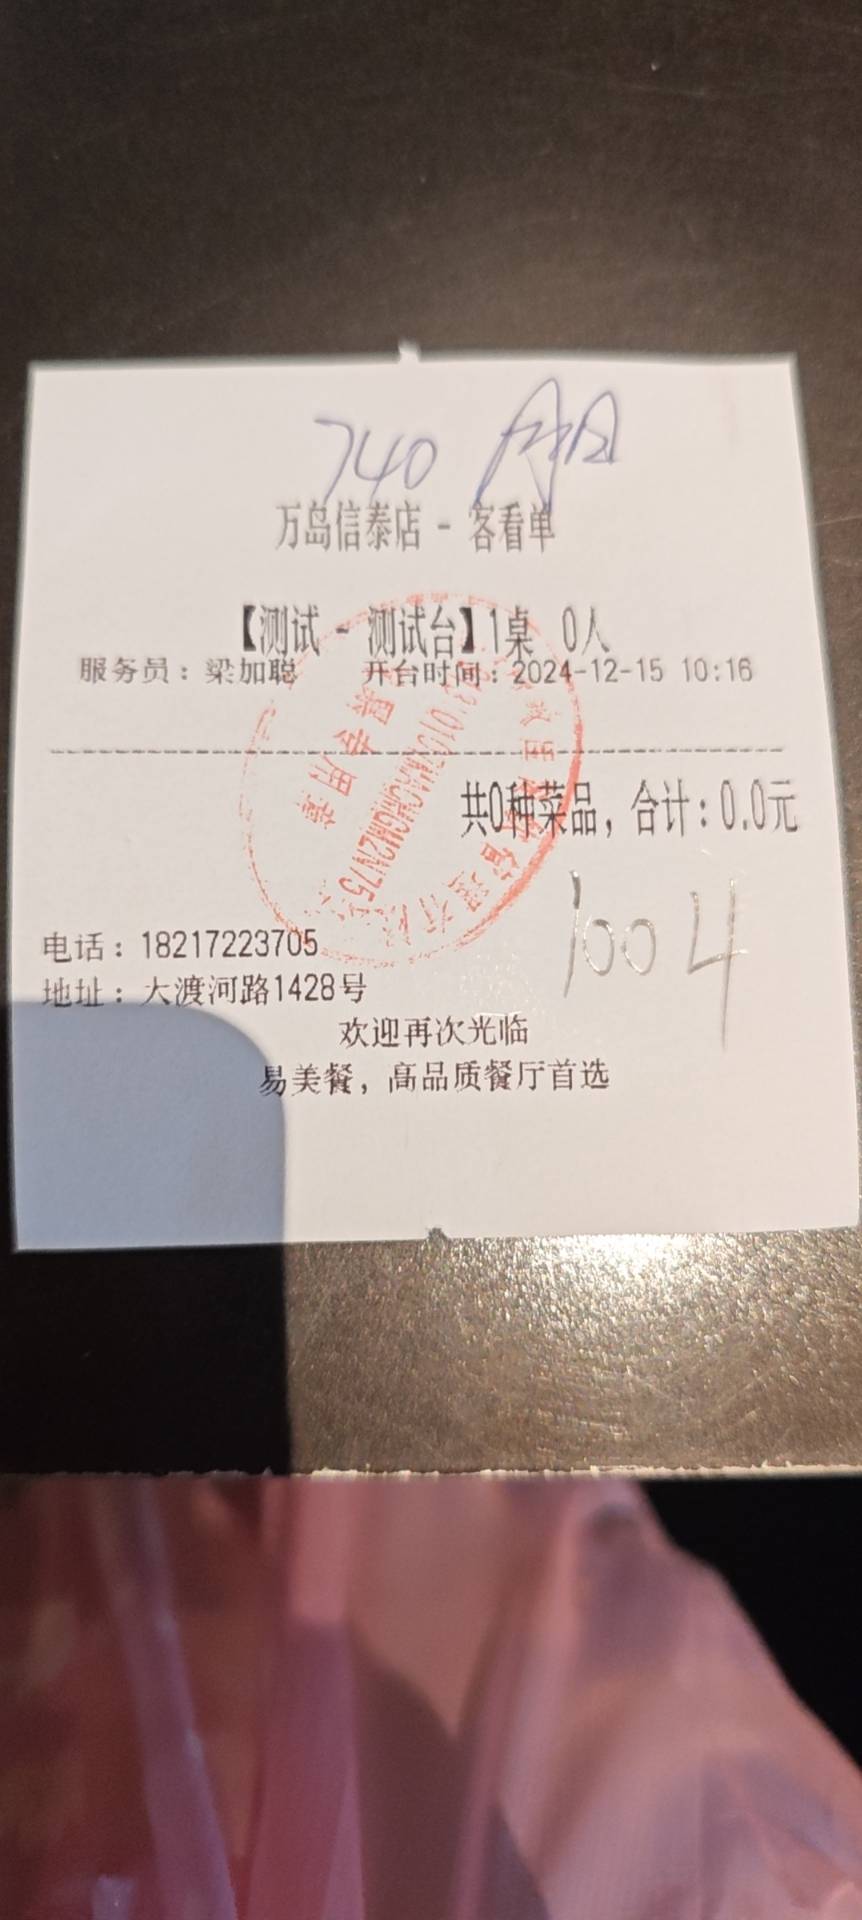 740
万岛信泰店 - 客看单
【测试 - 测试台】1桌 0人
服务员：梁加聪 开台时间：2024-12-15 10:16
共0种菜品，合计：0.0元
1004
电话：18217223705
地址：大渡河路1428号
欢迎再次光临
易美餐，高品质餐厅首选
专用章